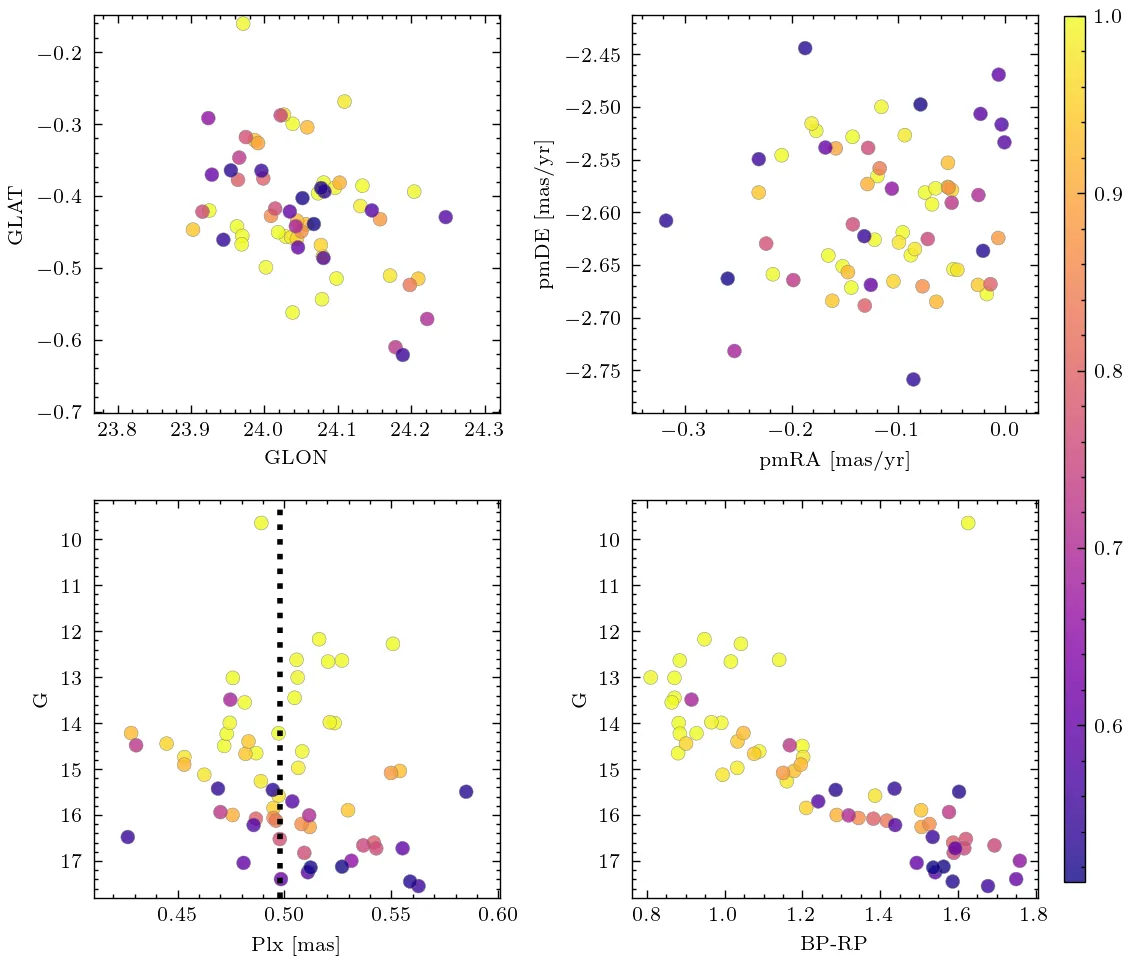 −0.2
−0.3
−0.4
−0.5
−0.6
−0.7
GLAT
23.8 23.9 24.0 24.1 24.2 24.3
GLON
−2.45
−2.50
−2.55
−2.60
−2.65
−2.70
−2.75
pmDE [mas/yr]
−0.3 −0.2 −0.1 0.0
pmRA [mas/yr]
1.0
0.9
0.8
0.7
0.6
10
11
12
13
14
15
16
17
G
0.45 0.50 0.55 0.60
Plx [mas]
10
11
12
13
14
15
16
17
G
0.8 1.0 1.2 1.4 1.6 1.8
BP-RP